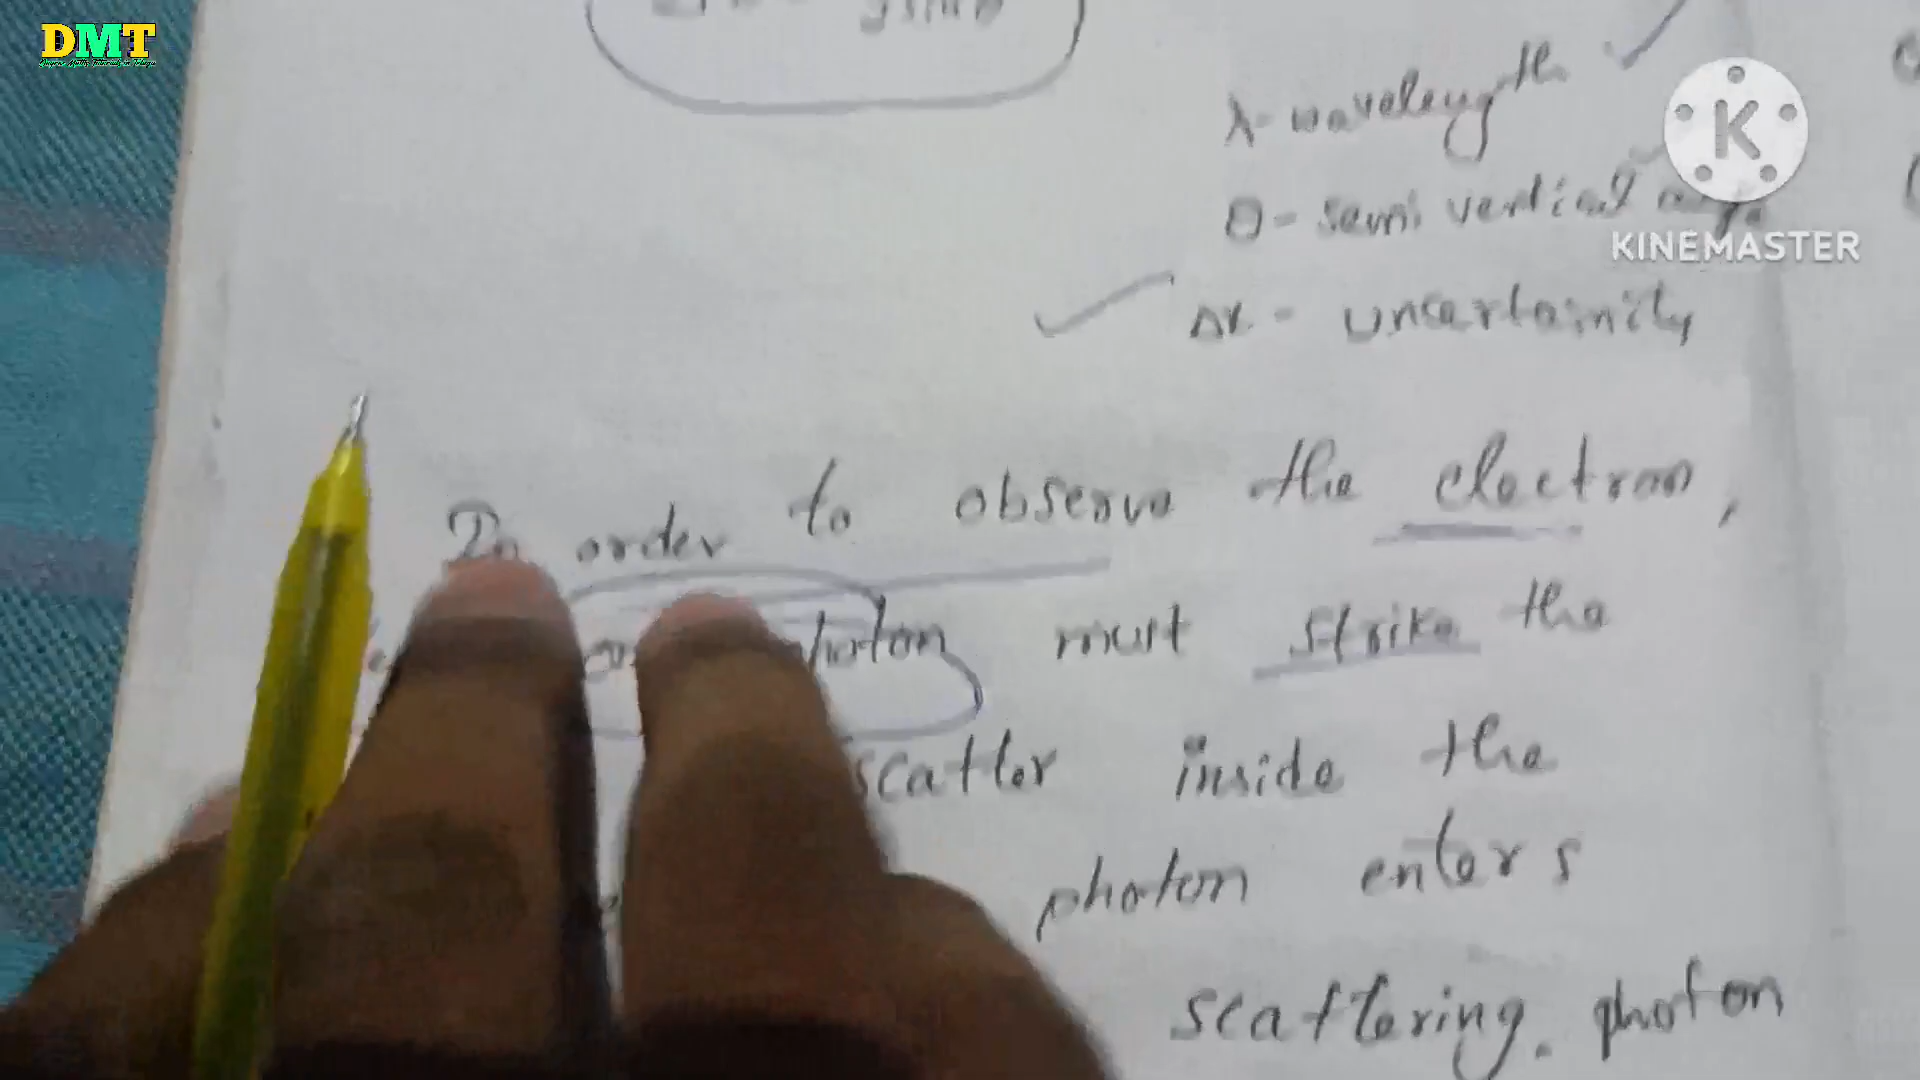 DMT
λ- wavelength
θ- semi vertical
KINEMASTER
Δx - uncertainity
In order to observe the electron,
photon must strike the
scatter inside the
photon enters
scattering. photon